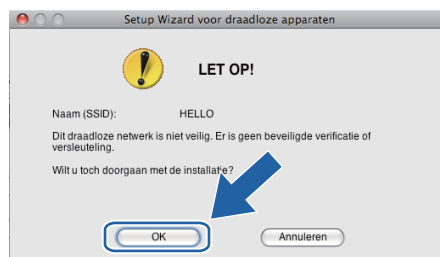 Setup Wizard voor draadloze apparaten
LET OP!
Naam (SSID): HELLO
Dit draadloze netwerk is niet veilig. Er is geen beveiligde verificatie of
versleuteling.
Wilt u toch doorgaan met de installatie?
OK Annuleren